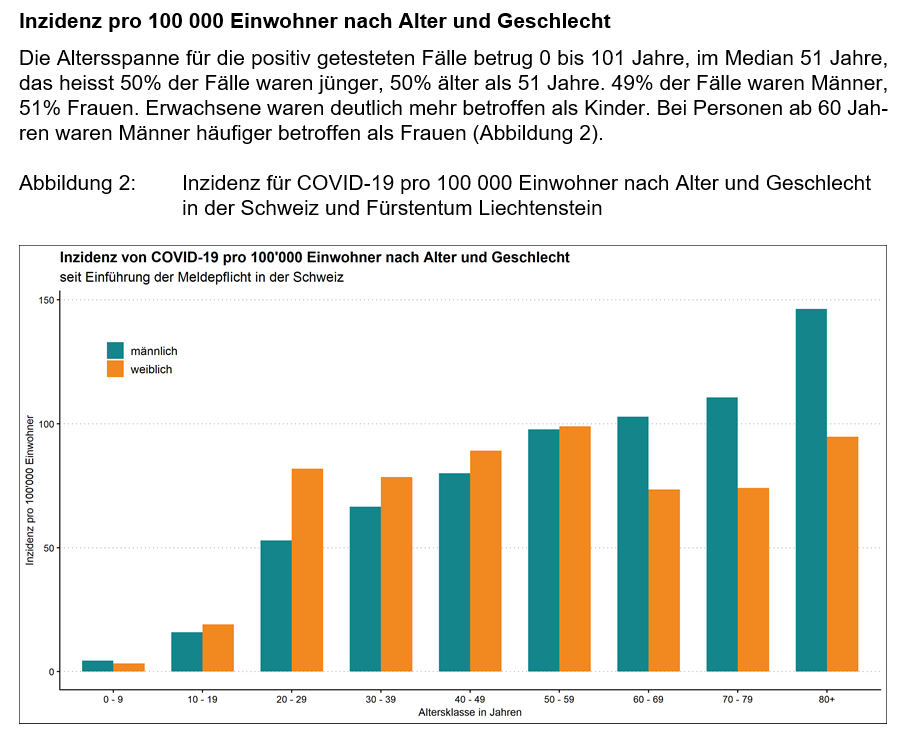 Inzidenz pro 100 000 Einwohner nach Alter und Geschlecht
Die Altersspanne für die positiv getesteten Fälle betrug 0 bis 101 Jahre, im Median 51 Jahre,
das heisst 50% der Fälle waren jünger, 50% älter als 51 Jahre. 49% der Fälle waren Männer,
51% Frauen. Erwachsene waren deutlich mehr betroffen als Kinder. Bei Personen ab 60 Jah-
ren waren Männer häufiger betroffen als Frauen (Abbildung 2).
Abbildung 2: Inzidenz für COVID-19 pro 100 000 Einwohner nach Alter und Geschlecht
in der Schweiz und Fürstentum Liechtenstein
Inzidenz von COVID-19 pro 100'000 Einwohner nach Alter und Geschlecht
seit Einführung der Meldepflicht in der Schweiz
150
100
50
0
Inzidenz pro 100'000 Einwohner
männlich
weiblich
0 - 9 10 - 19 20 - 29 30 - 39 40 - 49 50 - 59 60 - 69 70 - 79 80+
Altersklasse in Jahren